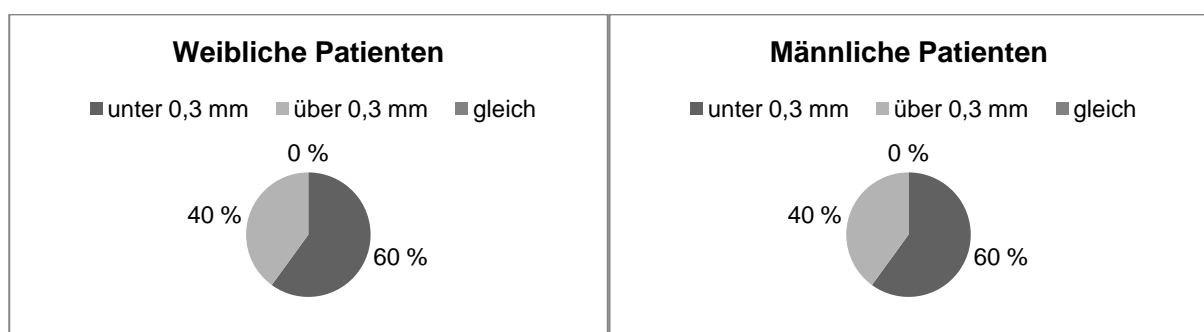 Weibliche Patienten
unter 0,3 mm über 0,3 mm gleich
0 %
40 %
60 %
Männliche Patienten
unter 0,3 mm über 0,3 mm gleich
0 %
40 %
60 %